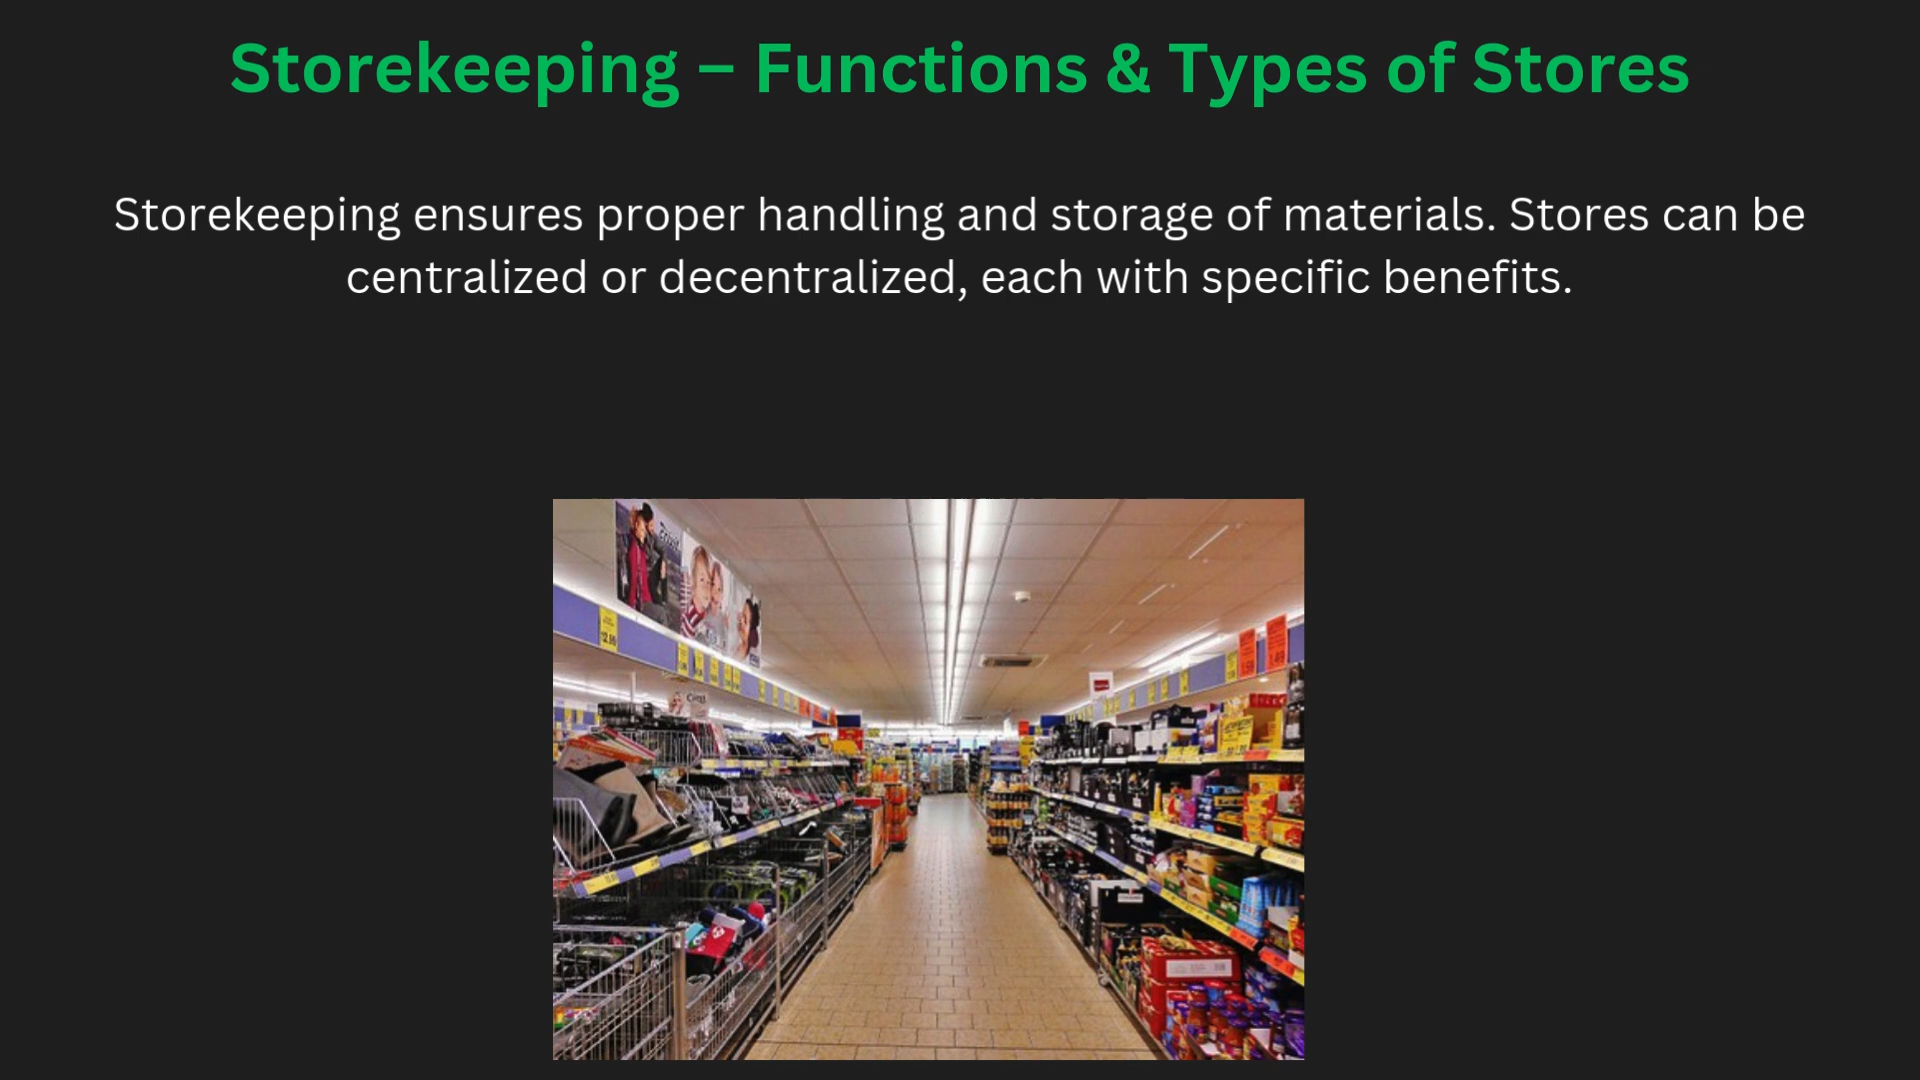 Storekeeping – Functions & Types of Stores
Storekeeping ensures proper handling and storage of materials. Stores can be
centralized or decentralized, each with specific benefits.